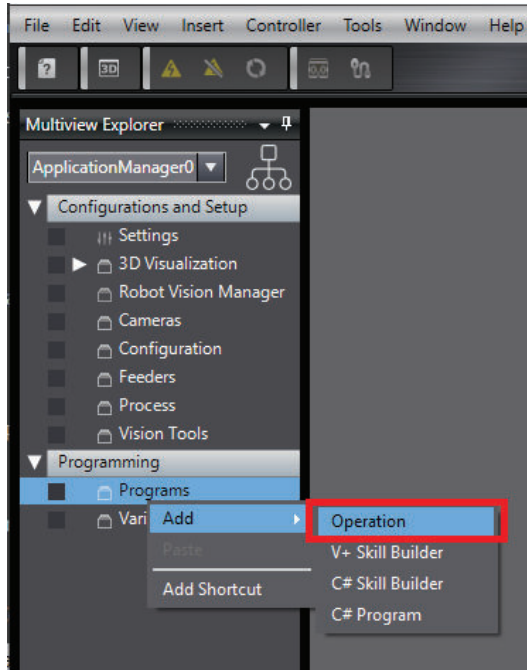 File Edit View Insert Controller Tools Window Help
3D
Multiview Explorer
ApplicationManager0
Configurations and Setup
Settings
3D Visualization
Robot Vision Manager
Cameras
Configuration
Feeders
Process
Vision Tools
Programming
Programs
Vari
Add
Paste
Add Shortcut
Operation
V+ Skill Builder
C# Skill Builder
C# Program